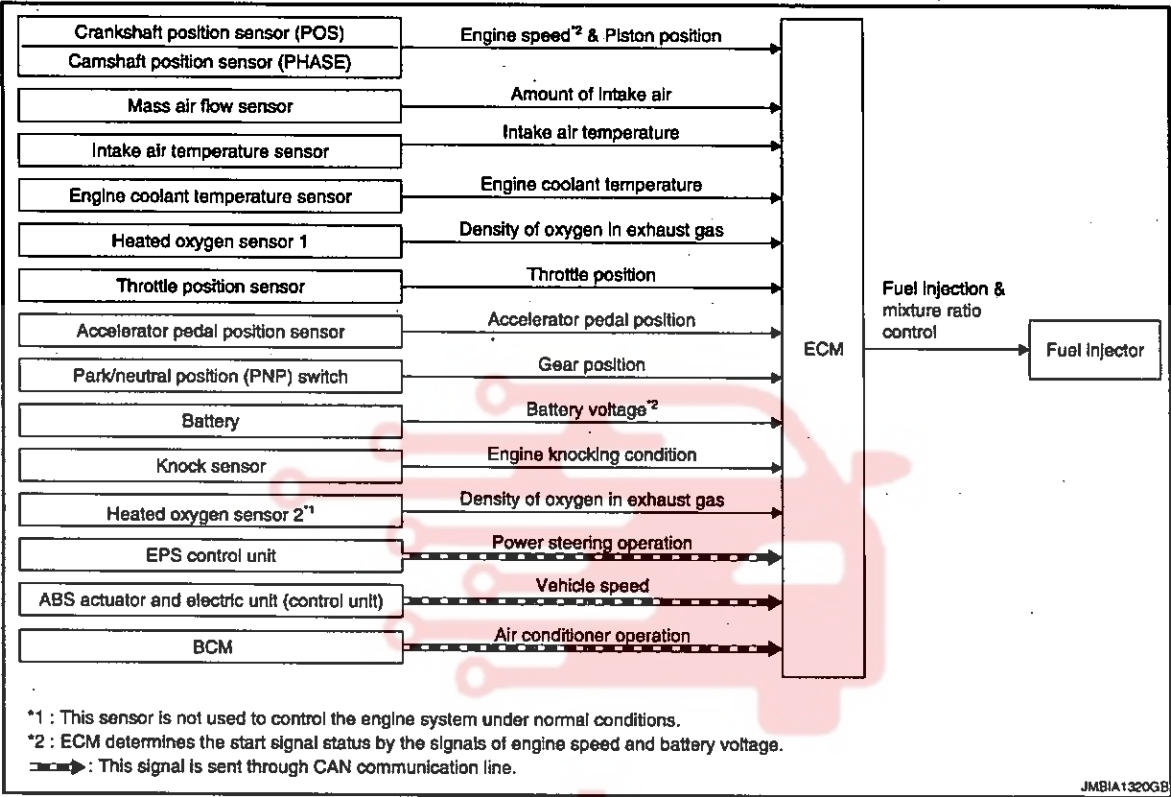 Crankshaft position sensor (POS)
Camshaft position sensor (PHASE)
Engine speed*2 & Piston position
Mass air flow sensor
Amount of intake air
Intake air temperature sensor
Intake air temperature
Engine coolant temperature sensor
Engine coolant temperature
Heated oxygen sensor 1
Density of oxygen in exhaust gas
Throttle position sensor
Throttle position
Accelerator pedal position sensor
Accelerator pedal position
Park/neutral position (PNP) switch
Gear position
Battery
Battery voltage*2
Knock sensor
Engine knocking condition
Heated oxygen sensor 2*1
Density of oxygen in exhaust gas
EPS control unit
Power steering operation
ABS actuator and electric unit (control unit)
Vehicle speed
BCM
Air conditioner operation
ECM
Fuel injection &
mixture ratio
control
Fuel injector
*1 : This sensor is not used to control the engine system under normal conditions.
*2 : ECM determines the start signal status by the signals of engine speed and battery voltage.
: This signal is sent through CAN communication line.
JMBIA1320GB